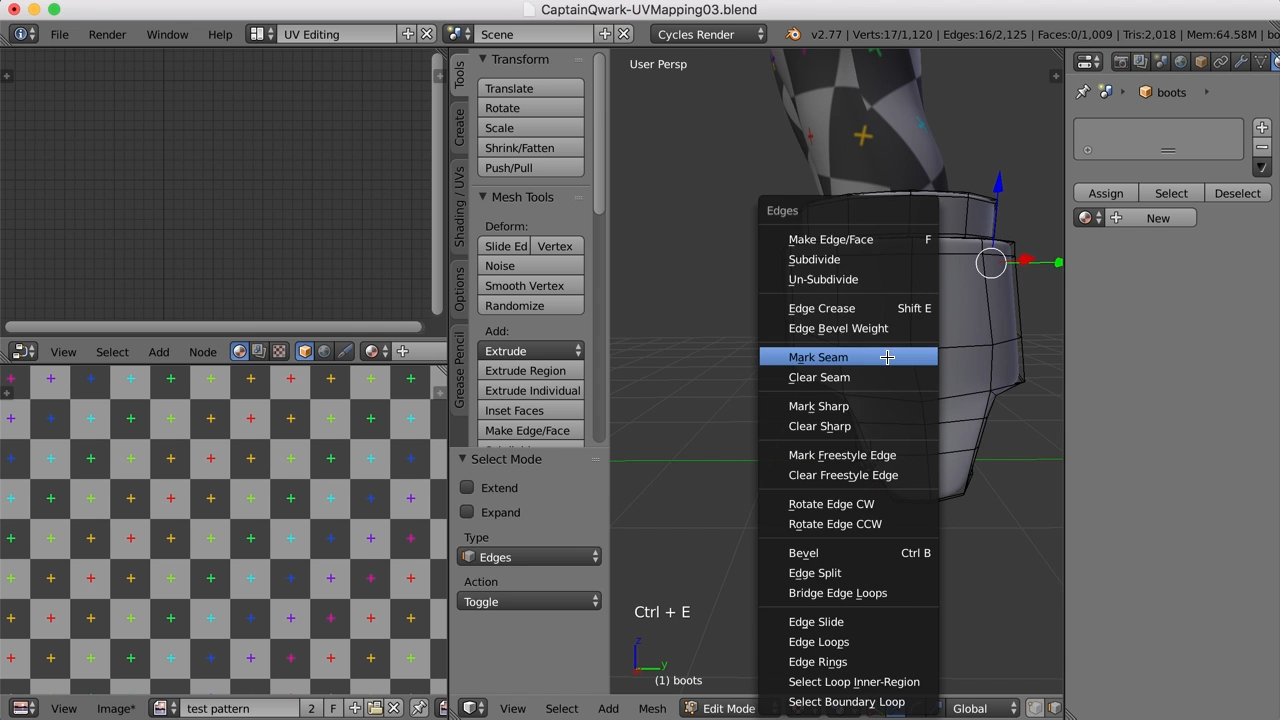 CaptainQwark-UVMapping03.blend
File Render Window Help UV Editing Scene Cycles Render v2.77 | Verts:17/1,120 | Edges:16/2,125 | Faces:0/1,009 | Tris:2,018 | Mem:64.58M | bo
Tools
Create
Shading / UVs
Options
Grease Pencil
Transform
Translate
Rotate
Scale
Shrink/Fatten
Push/Pull
Mesh Tools
Deform:
Slide Ed Vertex
Noise
Smooth Vertex
Randomize
Add:
Extrude
Extrude Region
Extrude Individual
Inset Faces
Make Edge/Face
Select Mode
Extend
Expand
Type
Edges
Action
Toggle
View Select Add Node
User Persp
Edges
Make Edge/Face F
Subdivide
Un-Subdivide
Edge Crease Shift E
Edge Bevel Weight
Mark Seam
Clear Seam
Mark Sharp
Clear Sharp
Mark Freestyle Edge
Clear Freestyle Edge
Rotate Edge CW
Rotate Edge CCW
Bevel Ctrl B
Edge Split
Bridge Edge Loops
Edge Slide
Edge Loops
Edge Rings
Select Loop Inner-Region
Select Boundary Loop
Ctrl + E
z
y
(1) boots
boots
Assign Select Deselect
New
View Image* test pattern 2 F
View Select Add Mesh Edit Mode Global